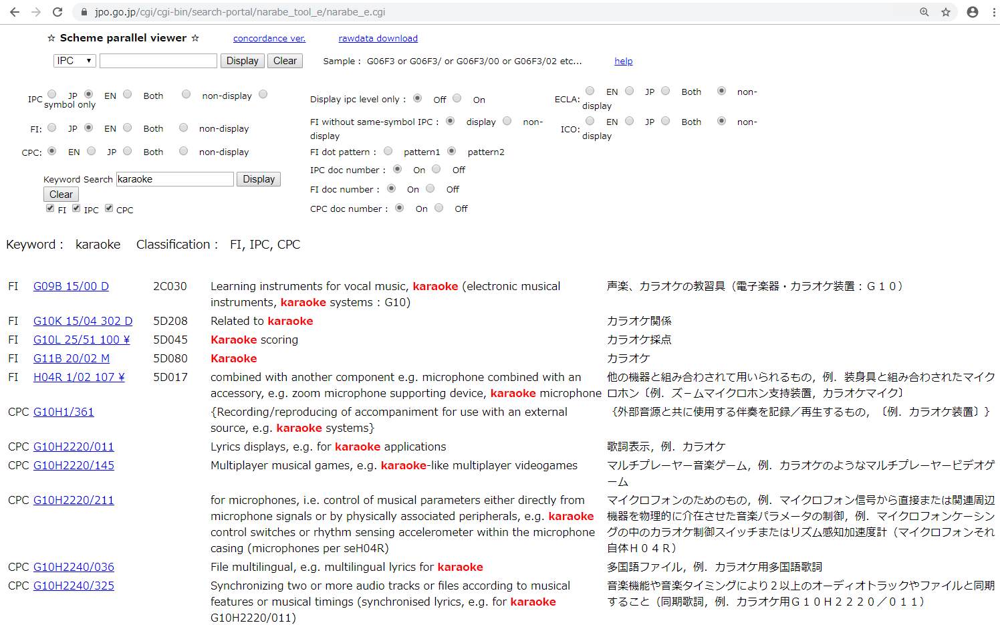 jpo.go.jp/cgi/cgi-bin/search-portal/narabe_tool_e/narabe_e.cgi
☆ Scheme parallel viewer ☆ concordance ver. rawdata download
IPC Display Clear Sample : G06F3 or G06F3/ or G06F3/00 or G06F3/02 etc... help
IPC JP EN Both non-display symbol only
Display ipc level only : Off On
ECLA: EN JP Both non-display
FI: JP EN Both non-display
FI without same-symbol IPC : display non-display
ICO: EN JP Both non-display
CPC: EN JP Both non-display
FI dot pattern : pattern1 pattern2
IPC doc number : On Off
Keyword Search karaoke Display
Clear
FI doc number : On Off
FI IPC CPC
CPC doc number : On Off
Keyword : karaoke Classification : FI, IPC, CPC
FI G09B 15/00 D 2C030 Learning instruments for vocal music, karaoke (electronic musical 声楽、カラオケの教習具（電子楽器・カラオケ装置：Ｇ１０）
instruments, karaoke systems : G10)
FI G10K 15/04 302 D 5D208 Related to karaoke カラオケ関係
FI G10L 25/51 100 ¥ 5D045 Karaoke scoring カラオケ採点
FI G11B 20/02 M 5D080 Karaoke カラオケ
FI H04R 1/02 107 ¥ 5D017 combined with another component e.g. microphone combined with an 他の機器と組み合わされて用いられるもの，例．装身具と組み合わされたマイク
accessory, e.g. zoom microphone supporting device, karaoke microphone ロホン〔例．ズ－ムマイクロホン支持装置，カラオケマイク〕
CPC G10H1/361 {Recording/reproducing of accompaniment for use with an external ｛外部音源と共に使用する伴奏を記録／再生するもの，〔例．カラオケ装置〕｝
source, e.g. karaoke systems}
CPC G10H2220/011 Lyrics displays, e.g. for karaoke applications 歌詞表示，例．カラオケ
CPC G10H2220/145 Multiplayer musical games, e.g. karaoke-like multiplayer videogames マルチプレーヤー音楽ゲーム，例．カラオケのようなマルチプレーヤービデオゲ
ーム
CPC G10H2220/211 for microphones, i.e. control of musical parameters either directly from マイクロフォンのためのもの，例．マイクロフォン信号から直接または関連周辺
microphone signals or by physically associated peripherals, e.g. karaoke 機器を物理的に介在させた音楽パラメータの制御，例．マイクロフォンケーシン
control switches or rhythm sensing accelerometer within the microphone グの中のカラオケ制御スイッチまたはリズム感知加速度計（マイクロフォンそれ
casing (microphones per seH04R) 自体Ｈ０４Ｒ）
CPC G10H2240/036 File multilingual, e.g. multilingual lyrics for karaoke 多国語ファイル，例．カラオケ用多国語歌詞
CPC G10H2240/325 Synchronizing two or more audio tracks or files according to musical 音楽機能や音楽タイミングにより２以上のオーディオトラックやファイルと同期
features or musical timings (synchronised lyrics, e.g. for karaoke すること（同期歌詞，例．カラオケ用Ｇ１０Ｈ２２２０／０１１）
G10H2220/011)